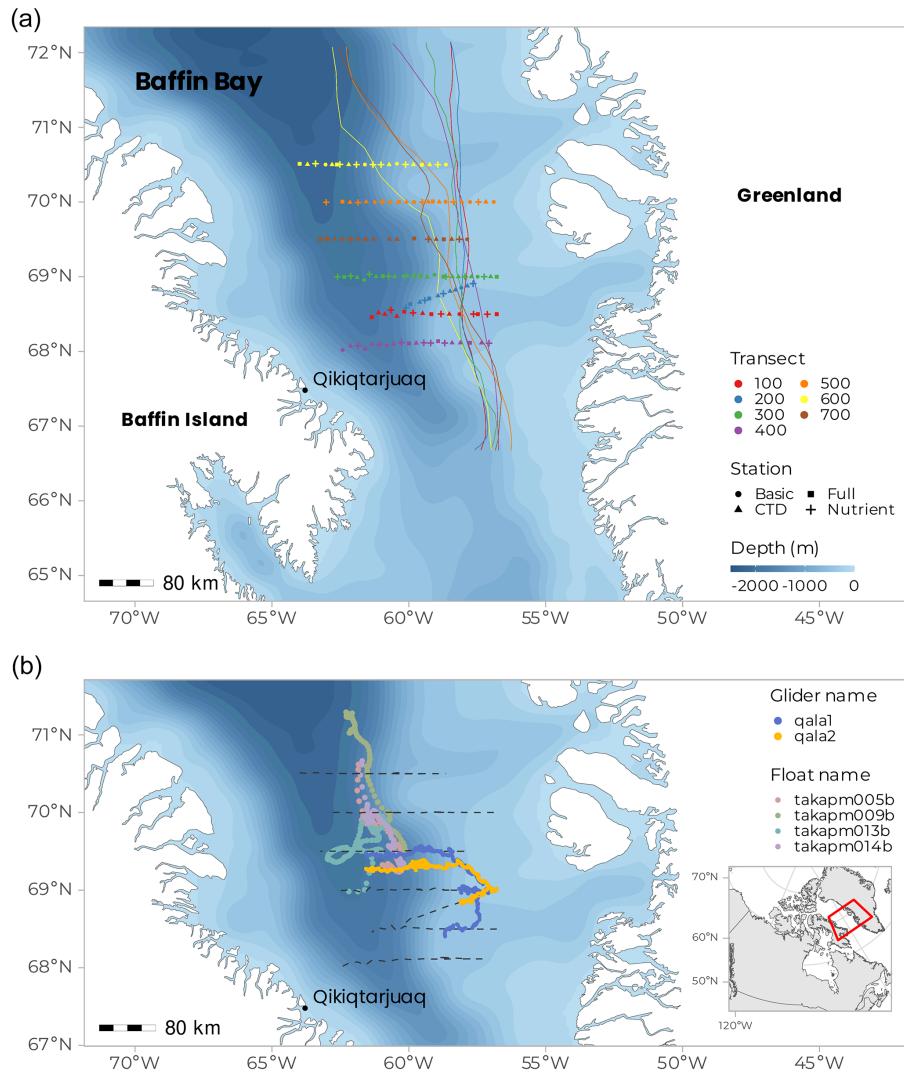 (a)
72°N
71°N
70°N
69°N
68°N
67°N
66°N
65°N
Baffin Bay
Greenland
Qikiqtarjuaq
Baffin Island
Transect
100 500
200 600
300 700
400
Station
Basic Full
CTD Nutrient
Depth (m)
-2000 -1000 0
80 km
70°W 65°W 60°W 55°W 50°W 45°W
(b)
71°N
70°N
69°N
68°N
67°N
Glider name
qala1
qala2
Float name
takapm005b
takapm009b
takapm013b
takapm014b
70°N
60°N
50°N
120°W
Qikiqtarjuaq
80 km
70°W 65°W 60°W 55°W 50°W 45°W